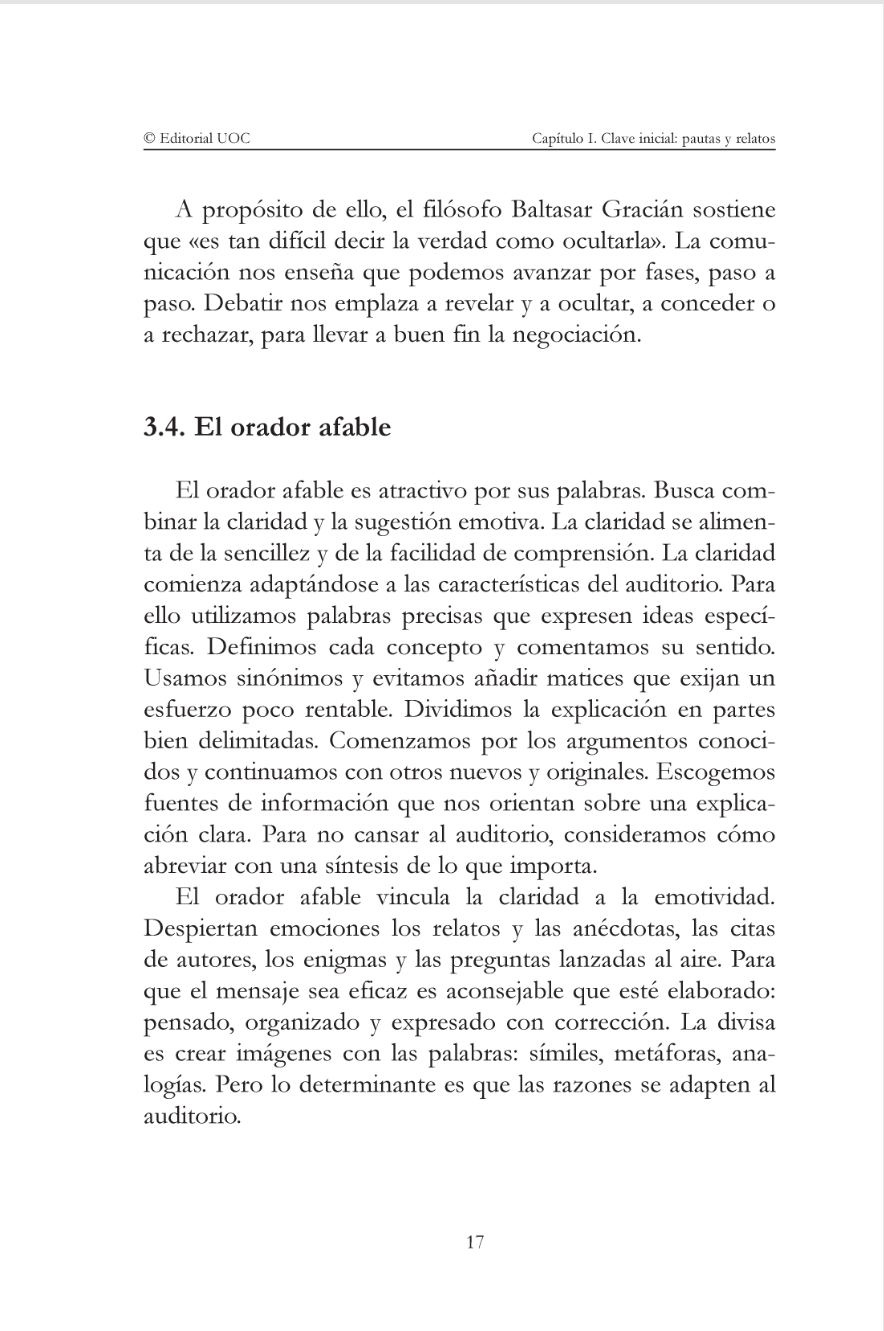 © Editorial UOC
Capítulo I. Clave inicial: pautas y relatos
A propósito de ello, el filósofo Baltasar Gracián sostiene
que «es tan difícil decir la verdad como ocultarla». La comu-
nicación nos enseña que podemos avanzar por fases, paso a
paso. Debatir nos emplaza a revelar y a ocultar, a conceder o
a rechazar, para llevar a buen fin la negociación.
3.4. El orador afable
El orador afable es atractivo por sus palabras. Busca com-
binar la claridad y la sugestión emotiva. La claridad se alimen-
ta de la sencillez y de la facilidad de comprensión. La claridad
comienza adaptándose a las características del auditorio. Para
ello utilizamos palabras precisas que expresen ideas especí-
ficas. Definimos cada concepto y comentamos su sentido.
Usamos sinónimos y evitamos añadir matices que exijan un
esfuerzo poco rentable. Dividimos la explicación en partes
bien delimitadas. Comenzamos por los argumentos conoci-
dos y continuamos con otros nuevos y originales. Escogemos
fuentes de información que nos orientan sobre una explica-
ción clara. Para no cansar al auditorio, consideramos cómo
abreviar con una síntesis de lo que importa.
El orador afable vincula la claridad a la emotividad.
Despiertan emociones los relatos y las anécdotas, las citas
de autores, los enigmas y las preguntas lanzadas al aire. Para
que el mensaje sea eficaz es aconsejable que esté elaborado:
pensado, organizado y expresado con corrección. La divisa
es crear imágenes con las palabras: símiles, metáforas, ana-
logías. Pero lo determinante es que las razones se adapten al
auditorio.
17